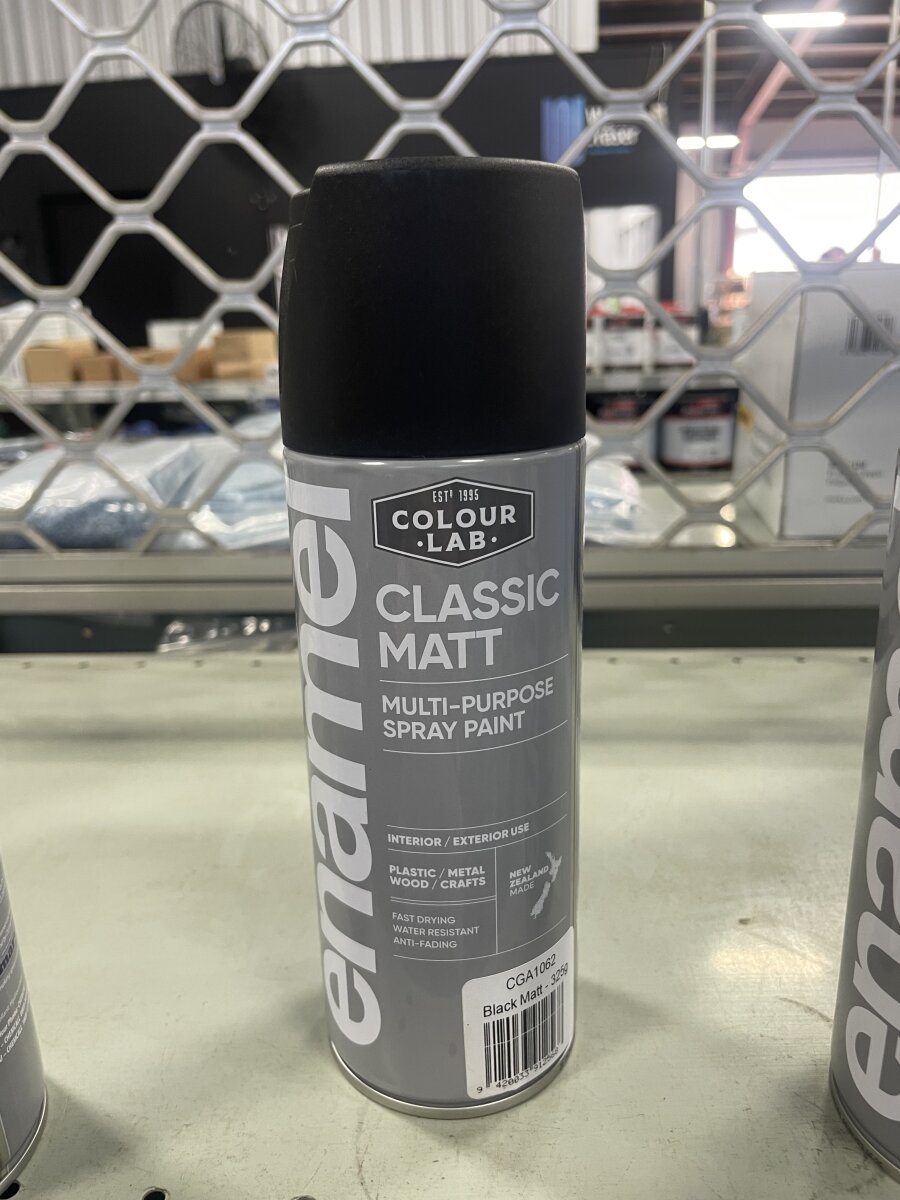 EST⁰ 1995
COLOUR
·LAB·
enamel
CLASSIC
MATT
MULTI-PURPOSE
SPRAY PAINT
INTERIOR / EXTERIOR USE
PLASTIC / METAL
WOOD / CRAFTS
NEW
ZEALAND
MADE
FAST DRYING
WATER RESISTANT
ANTI-FADING
CGA1062
Black Matt - 325g